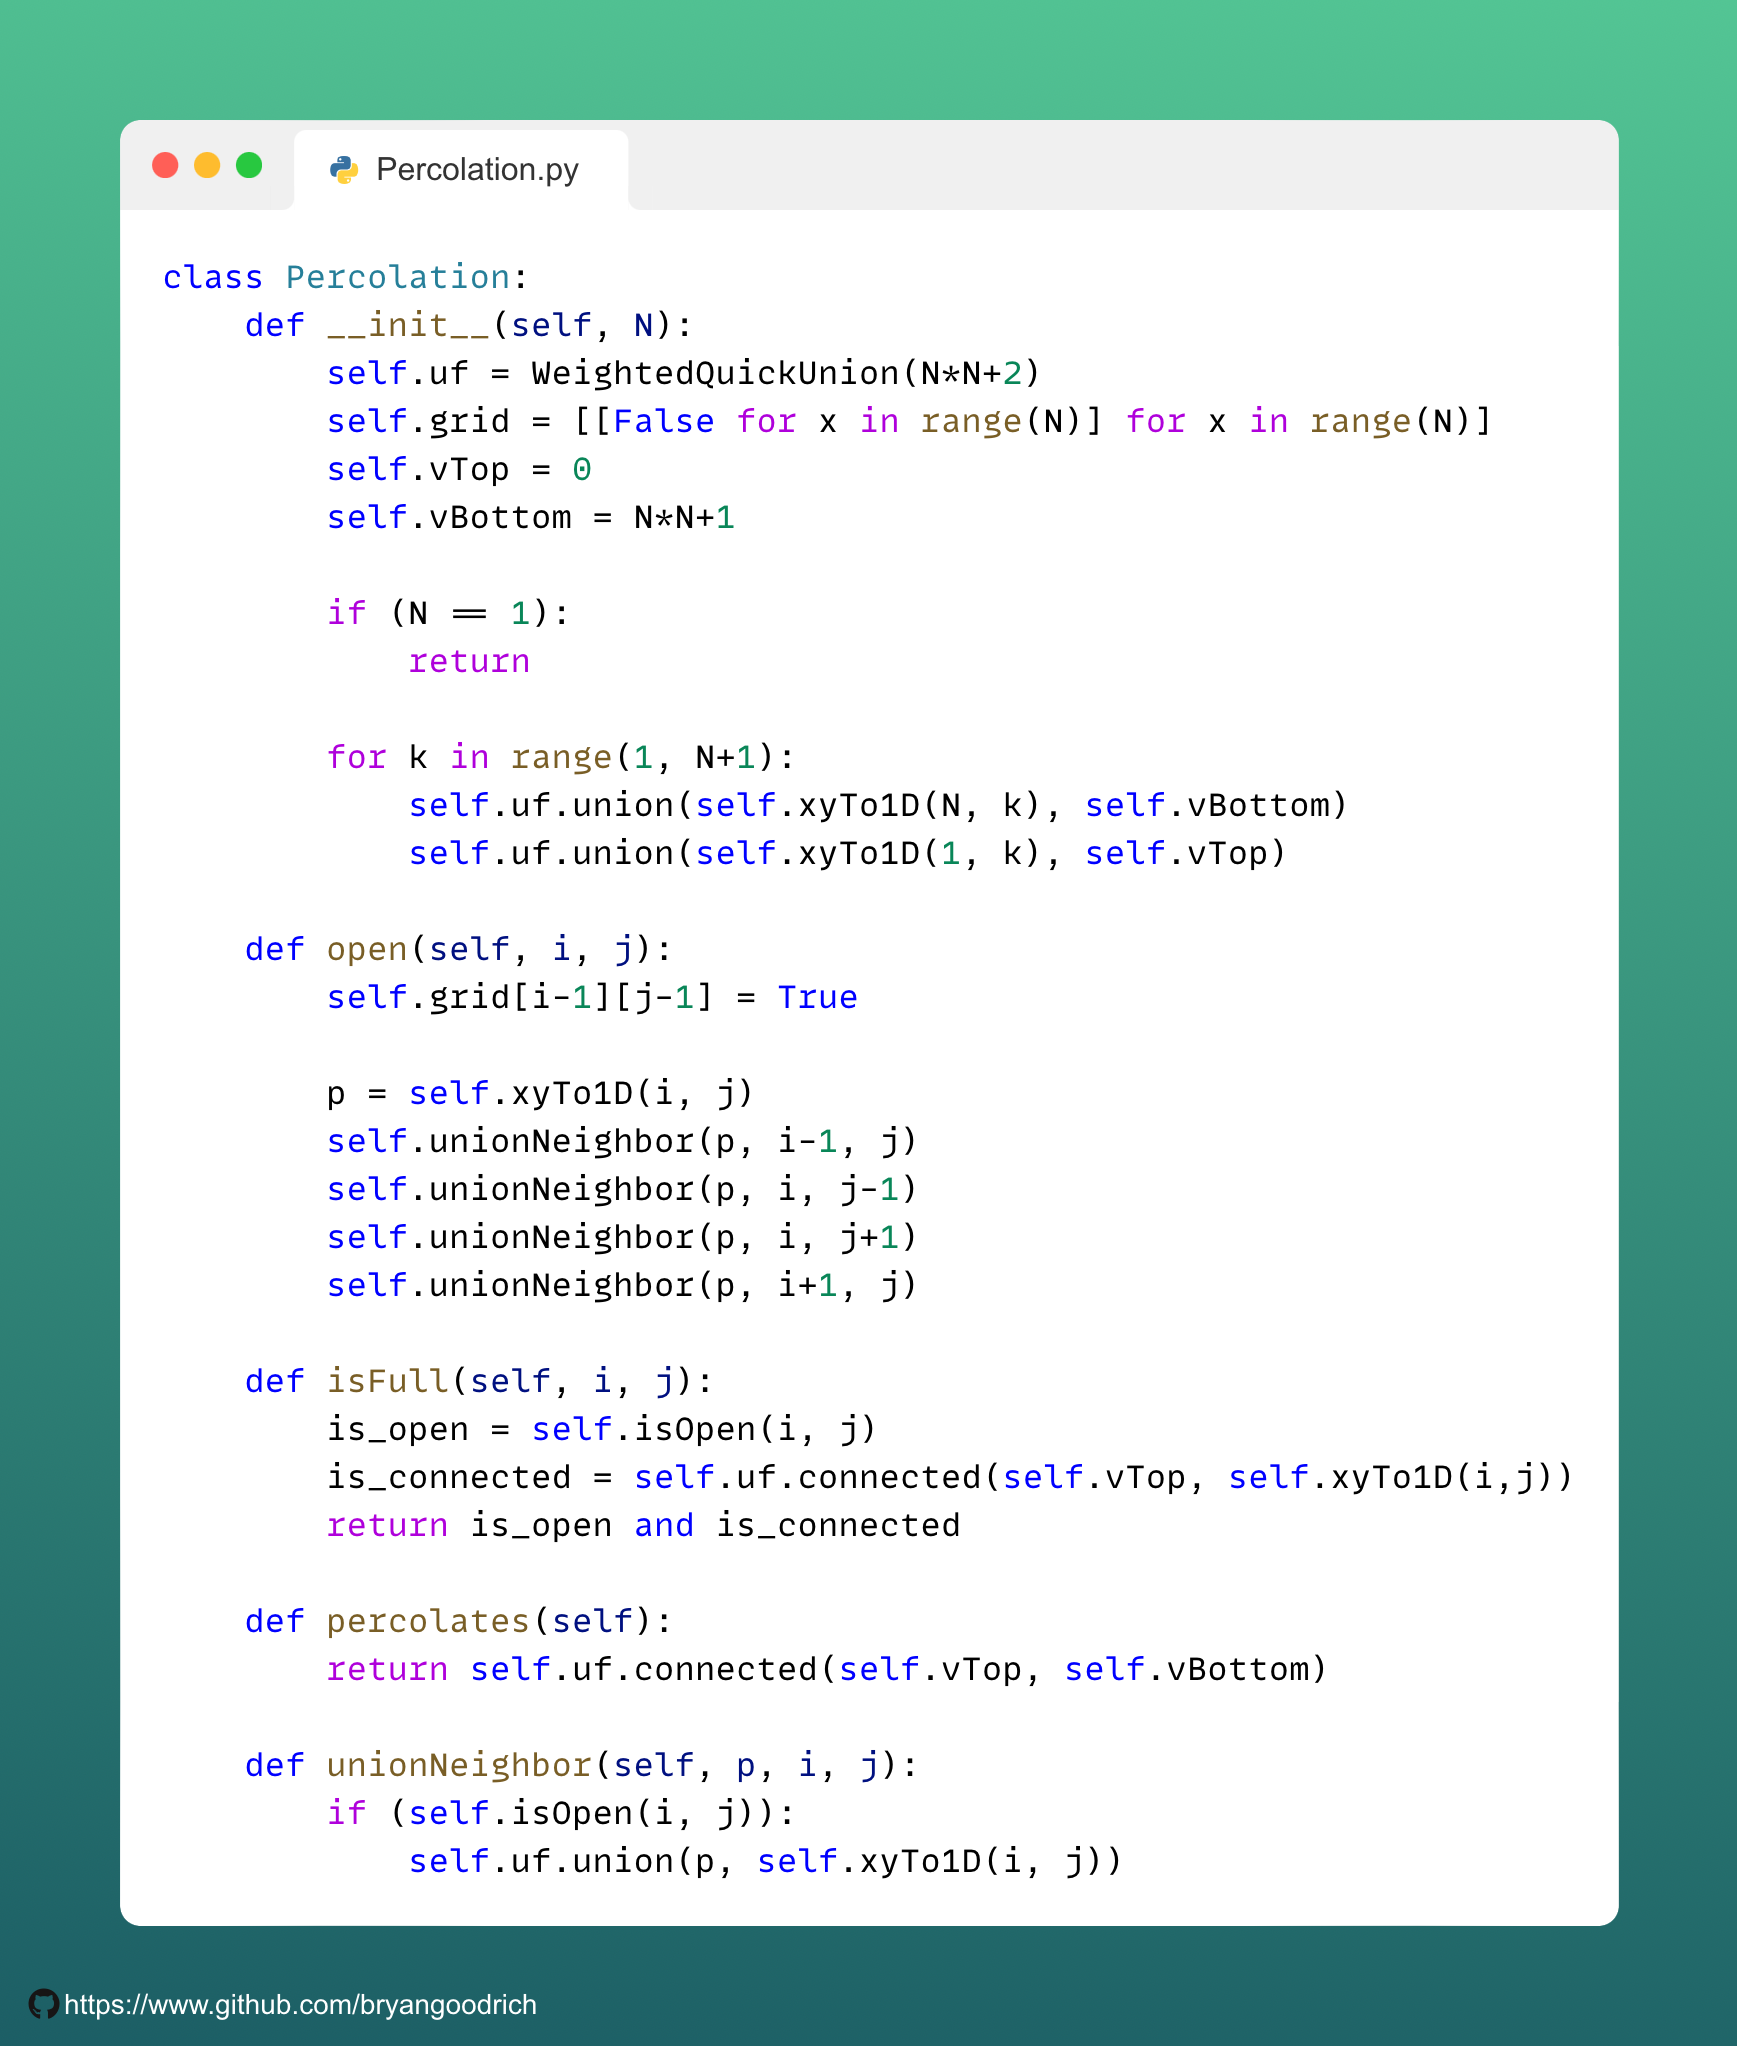 Percolation.py
class Percolation:
    def __init__(self, N):
        self.uf = WeightedQuickUnion(N*N+2)
        self.grid = [[False for x in range(N)] for x in range(N)]
        self.vTop = 0
        self.vBottom = N*N+1

        if (N == 1):
            return

        for k in range(1, N+1):
            self.uf.union(self.xyTo1D(N, k), self.vBottom)
            self.uf.union(self.xyTo1D(1, k), self.vTop)

    def open(self, i, j):
        self.grid[i-1][j-1] = True

        p = self.xyTo1D(i, j)
        self.unionNeighbor(p, i-1, j)
        self.unionNeighbor(p, i, j-1)
        self.unionNeighbor(p, i, j+1)
        self.unionNeighbor(p, i+1, j)

    def isFull(self, i, j):
        is_open = self.isOpen(i, j)
        is_connected = self.uf.connected(self.vTop, self.xyTo1D(i,j))
        return is_open and is_connected

    def percolates(self):
        return self.uf.connected(self.vTop, self.vBottom)

    def unionNeighbor(self, p, i, j):
        if (self.isOpen(i, j)):
            self.uf.union(p, self.xyTo1D(i, j))
https://www.github.com/bryangoodrich